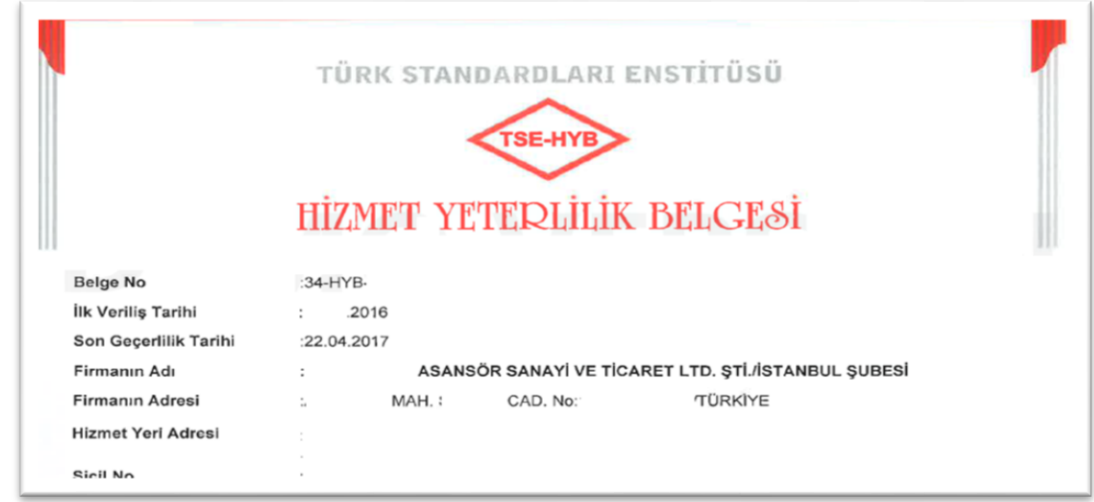 TÜRK STANDARDLARI ENSTİTÜSÜ
TSE-HYB
HİZMET YETERLİLİK BELGESİ
Belge No :34-HYB-
İlk Veriliş Tarihi : .2016
Son Geçerlilik Tarihi :22.04.2017
Firmanın Adı : ASANSÖR SANAYİ VE TİCARET LTD. ŞTİ./İSTANBUL ŞUBESİ
Firmanın Adresi :. MAH. : CAD. No: TÜRKİYE
Hizmet Yeri Adresi :
Sicil No :